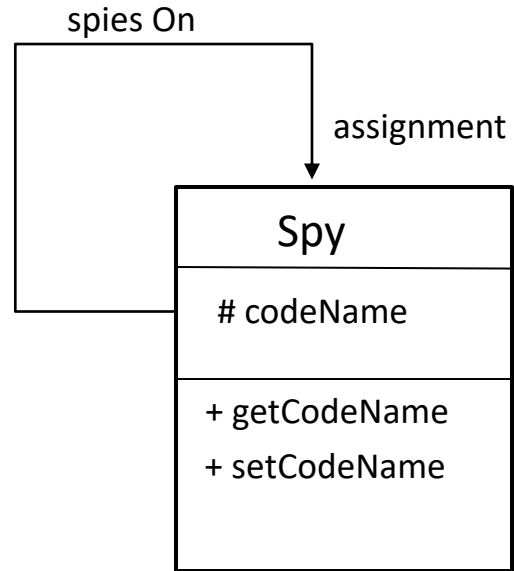 spies On
assignment
Spy
# codeName
+ getCodeName
+ setCodeName